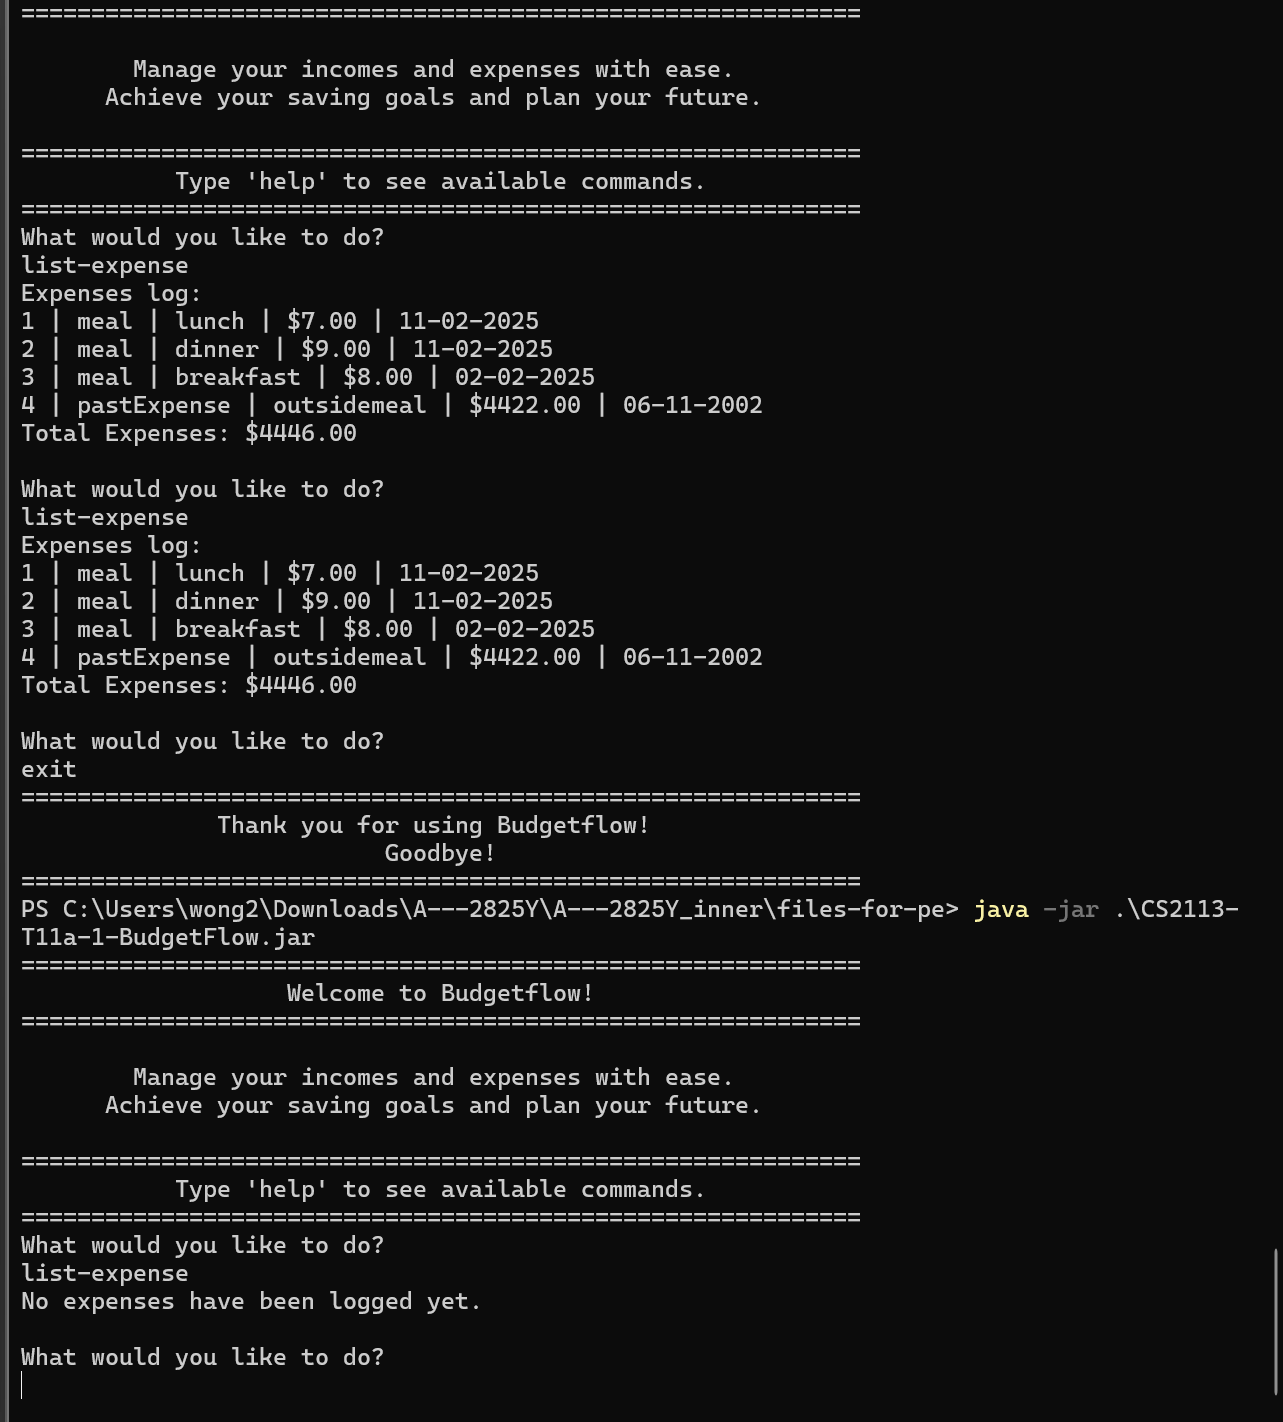 ============================================================
Manage your incomes and expenses with ease.
Achieve your saving goals and plan your future.
============================================================
Type 'help' to see available commands.
============================================================
What would you like to do?
list-expense
Expenses log:
1 | meal | lunch | $7.00 | 11-02-2025
2 | meal | dinner | $9.00 | 11-02-2025
3 | meal | breakfast | $8.00 | 02-02-2025
4 | pastExpense | outsidemeal | $4422.00 | 06-11-2002
Total Expenses: $4446.00
What would you like to do?
list-expense
Expenses log:
1 | meal | lunch | $7.00 | 11-02-2025
2 | meal | dinner | $9.00 | 11-02-2025
3 | meal | breakfast | $8.00 | 02-02-2025
4 | pastExpense | outsidemeal | $4422.00 | 06-11-2002
Total Expenses: $4446.00
What would you like to do?
exit
============================================================
Thank you for using Budgetflow!
Goodbye!
============================================================
PS C:\Users\wong2\Downloads\A---2825Y\A---2825Y_inner\files-for-pe> java -jar .\CS2113-
T11a-1-BudgetFlow.jar
============================================================
Welcome to Budgetflow!
============================================================
Manage your incomes and expenses with ease.
Achieve your saving goals and plan your future.
============================================================
Type 'help' to see available commands.
============================================================
What would you like to do?
list-expense
No expenses have been logged yet.
What would you like to do?